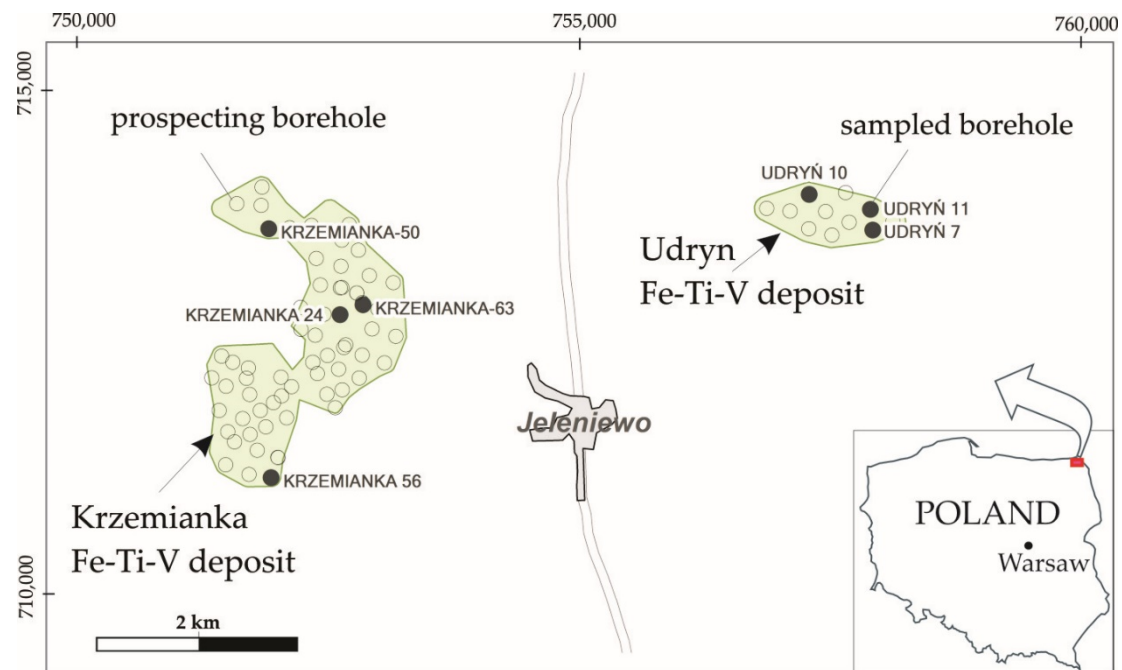 750,000
755,000
760,000
715,000
710,000
prospecting borehole
sampled borehole
UDRYŃ 10
UDRYŃ 11
UDRYŃ 7
KRZEMIANKA-50
Udryn
Fe-Ti-V deposit
KRZEMIANKA 24
KRZEMIANKA-63
Jeleniewo
KRZEMIANKA 56
Krzemianka
Fe-Ti-V deposit
2 km
POLAND
Warsaw